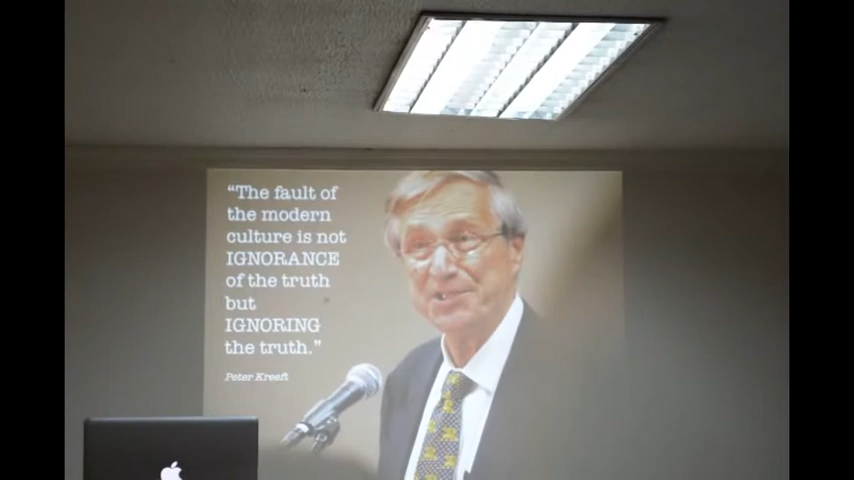 “The fault of
the modern
culture is not
IGNORANCE
of the truth
but
IGNORING
the truth.”
Peter Kreeft